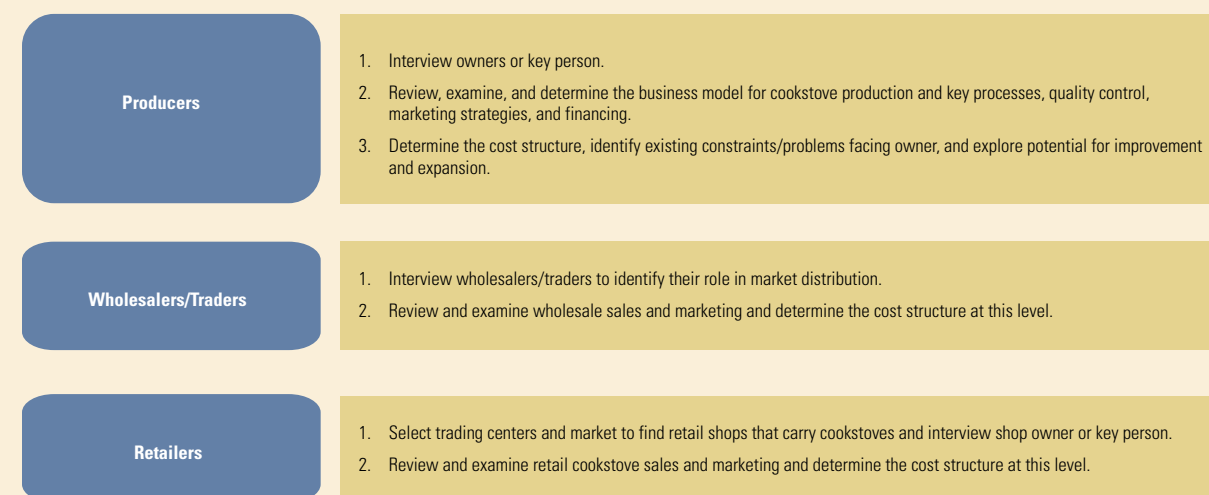 Producers
1. Interview owners or key person.
2. Review, examine, and determine the business model for cookstove production and key processes, quality control,
marketing strategies, and financing.
3. Determine the cost structure, identify existing constraints/problems facing owner, and explore potential for improvement
and expansion.
Wholesalers/Traders
1. Interview wholesalers/traders to identify their role in market distribution.
2. Review and examine wholesale sales and marketing and determine the cost structure at this level.
Retailers
1. Select trading centers and market to find retail shops that carry cookstoves and interview shop owner or key person.
2. Review and examine retail cookstove sales and marketing and determine the cost structure at this level.